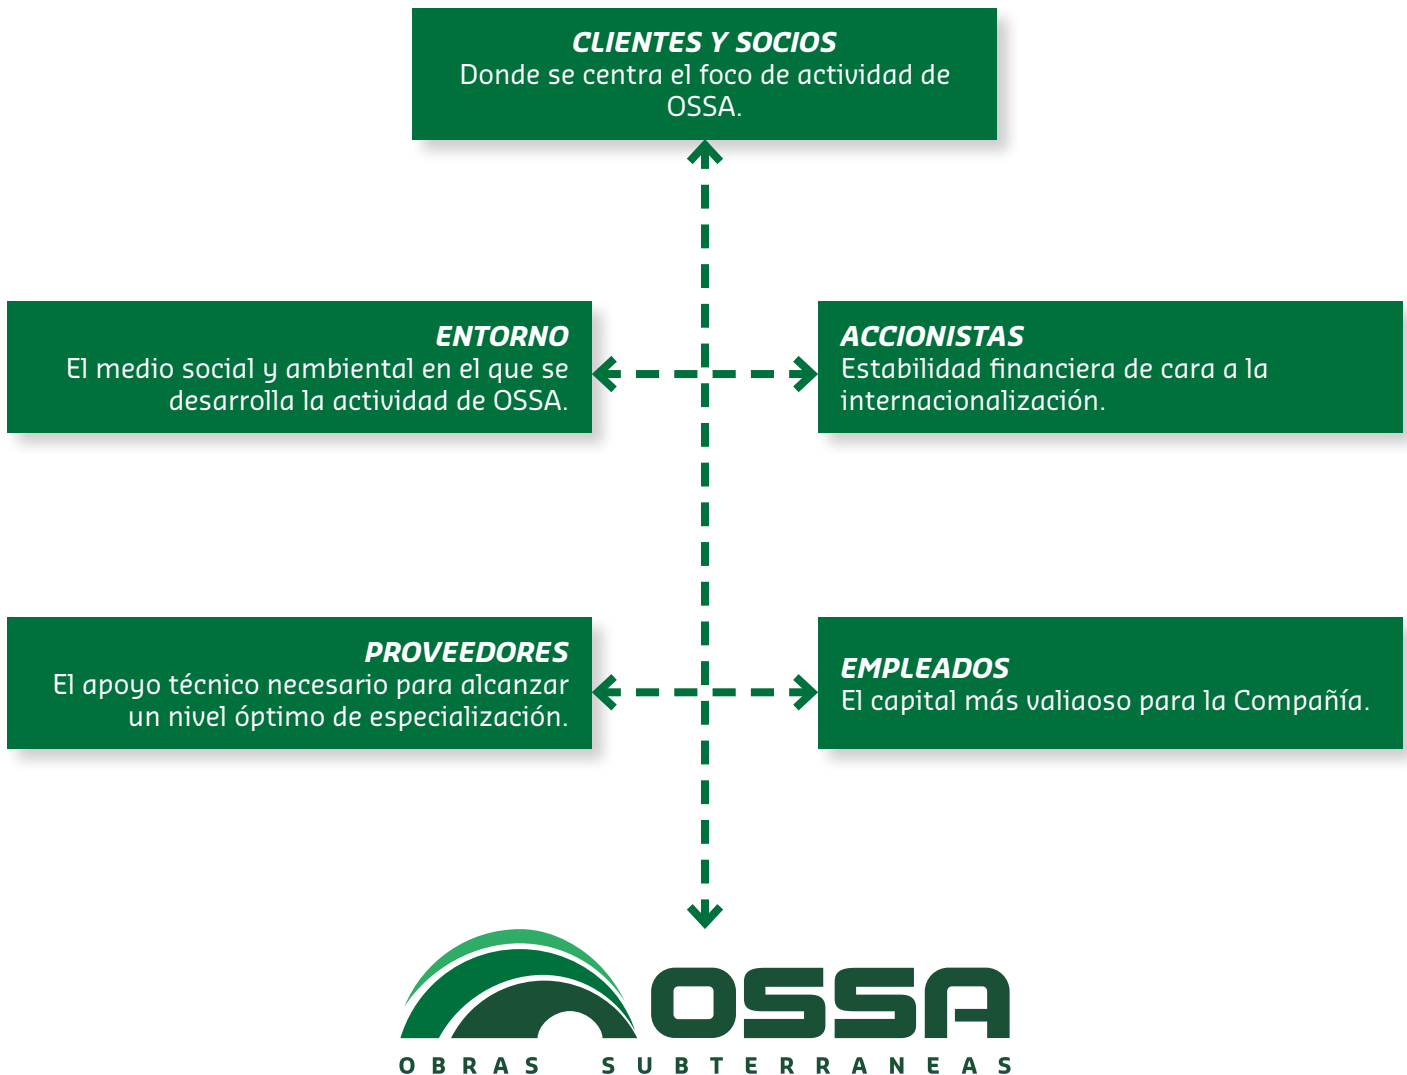 CLIENTES Y SOCIOS
Donde se centra el foco de actividad de
OSSA.
ENTORNO
El medio social y ambiental en el que se
desarrolla la actividad de OSSA.
ACCIONISTAS
Estabilidad financiera de cara a la
internacionalización.
PROVEEDORES
El apoyo técnico necesario para alcanzar
un nivel óptimo de especialización.
EMPLEADOS
El capital más valiaoso para la Compañía.
OSSA
OBRAS SUBTERRANEAS